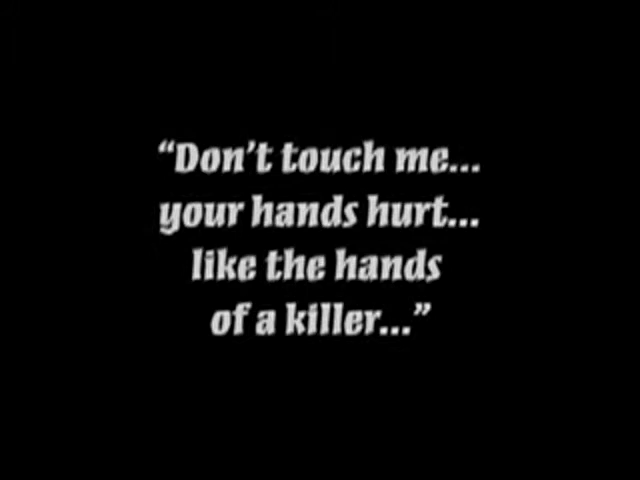 “Don’t touch me...
your hands hurt...
like the hands
of a killer...”